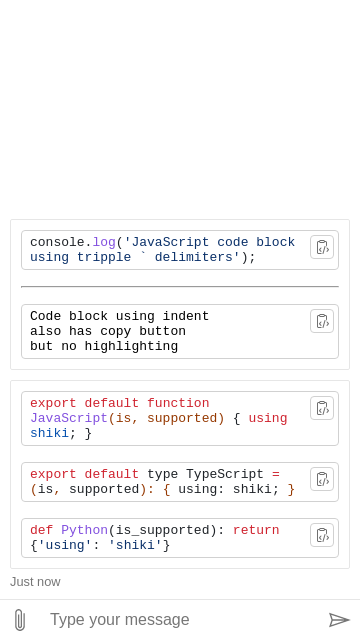 console.log('JavaScript code block
using tripple ` delimiters');
Code block using indent
also has copy button
but no highlighting
export default function
JavaScript(is, supported) { using
shiki; }
export default type TypeScript =
(is, supported): { using: shiki; }
def Python(is_supported): return
{'using': 'shiki'}
Just now
Type your message